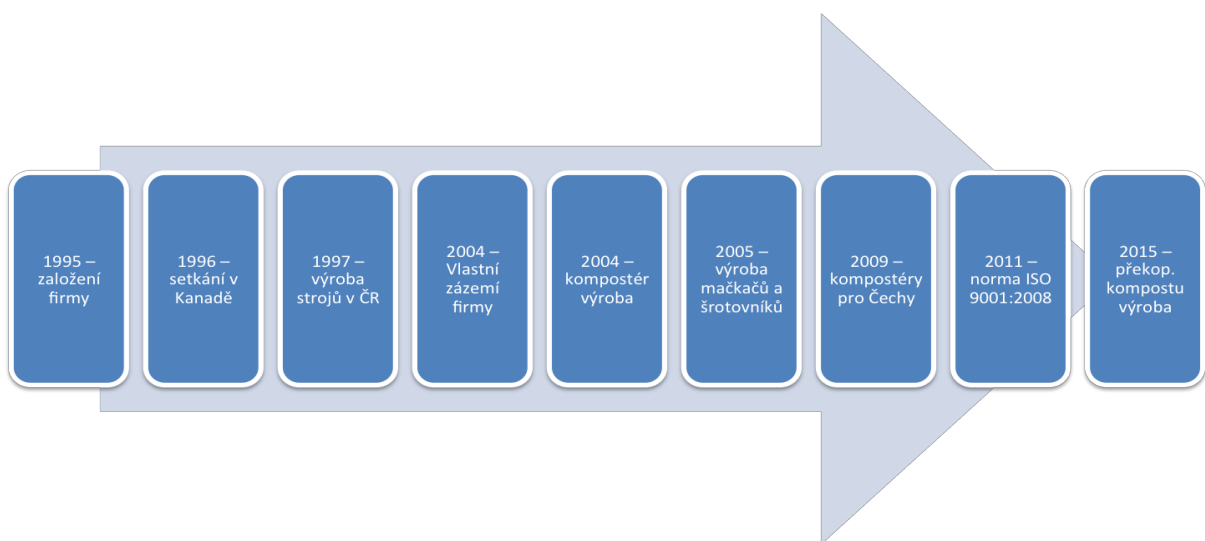 1995 –
založení
firmy
1996 –
setkání v
Kanadě
1997 –
výroba
strojů v ČR
2004 –
Vlastní
zázemí
firmy
2004 –
kompostér
výroba
2005 –
výroba
mačkačů a
šrotovníků
2009 –
kompostéry
pro Čechy
2011 –
norma ISO
9001:2008
2015 –
překop.
kompostu
výroba